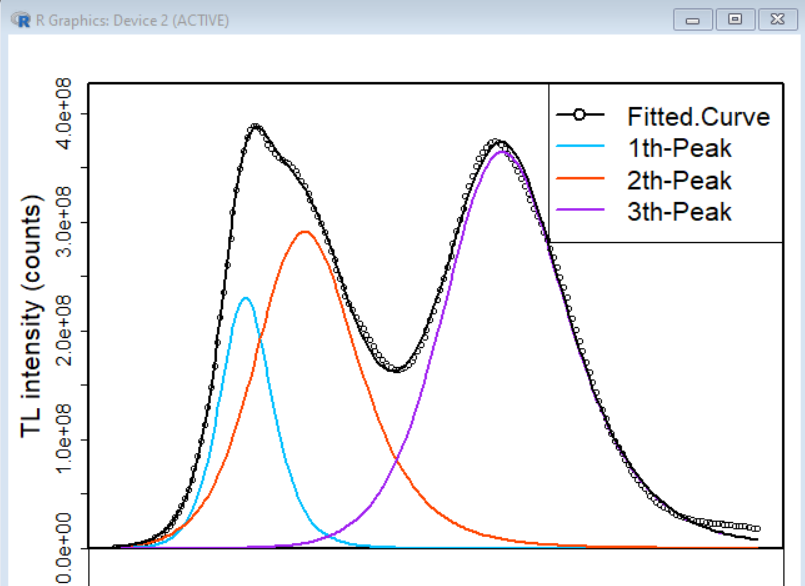 R Graphics: Device 2 (ACTIVE)
Fitted.Curve
1th-Peak
2th-Peak
3th-Peak
TL intensity (counts)
4.0e+08
3.0e+08
2.0e+08
1.0e+08
0.0e+00